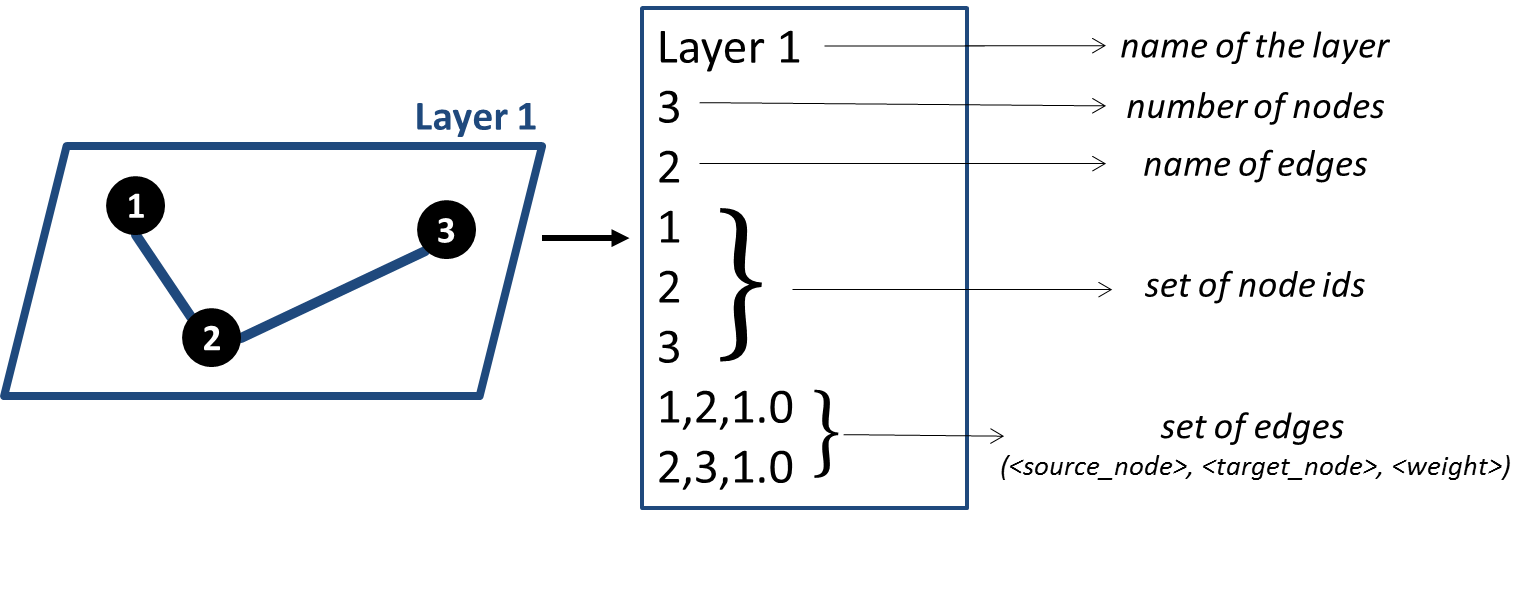 Layer 1
1
3
2
Layer 1
name of the layer
3
number of nodes
2
name of edges
1
2
3
set of node ids
1,2,1.0
2,3,1.0
set of edges
(<source_node>, <target_node>, <weight>)